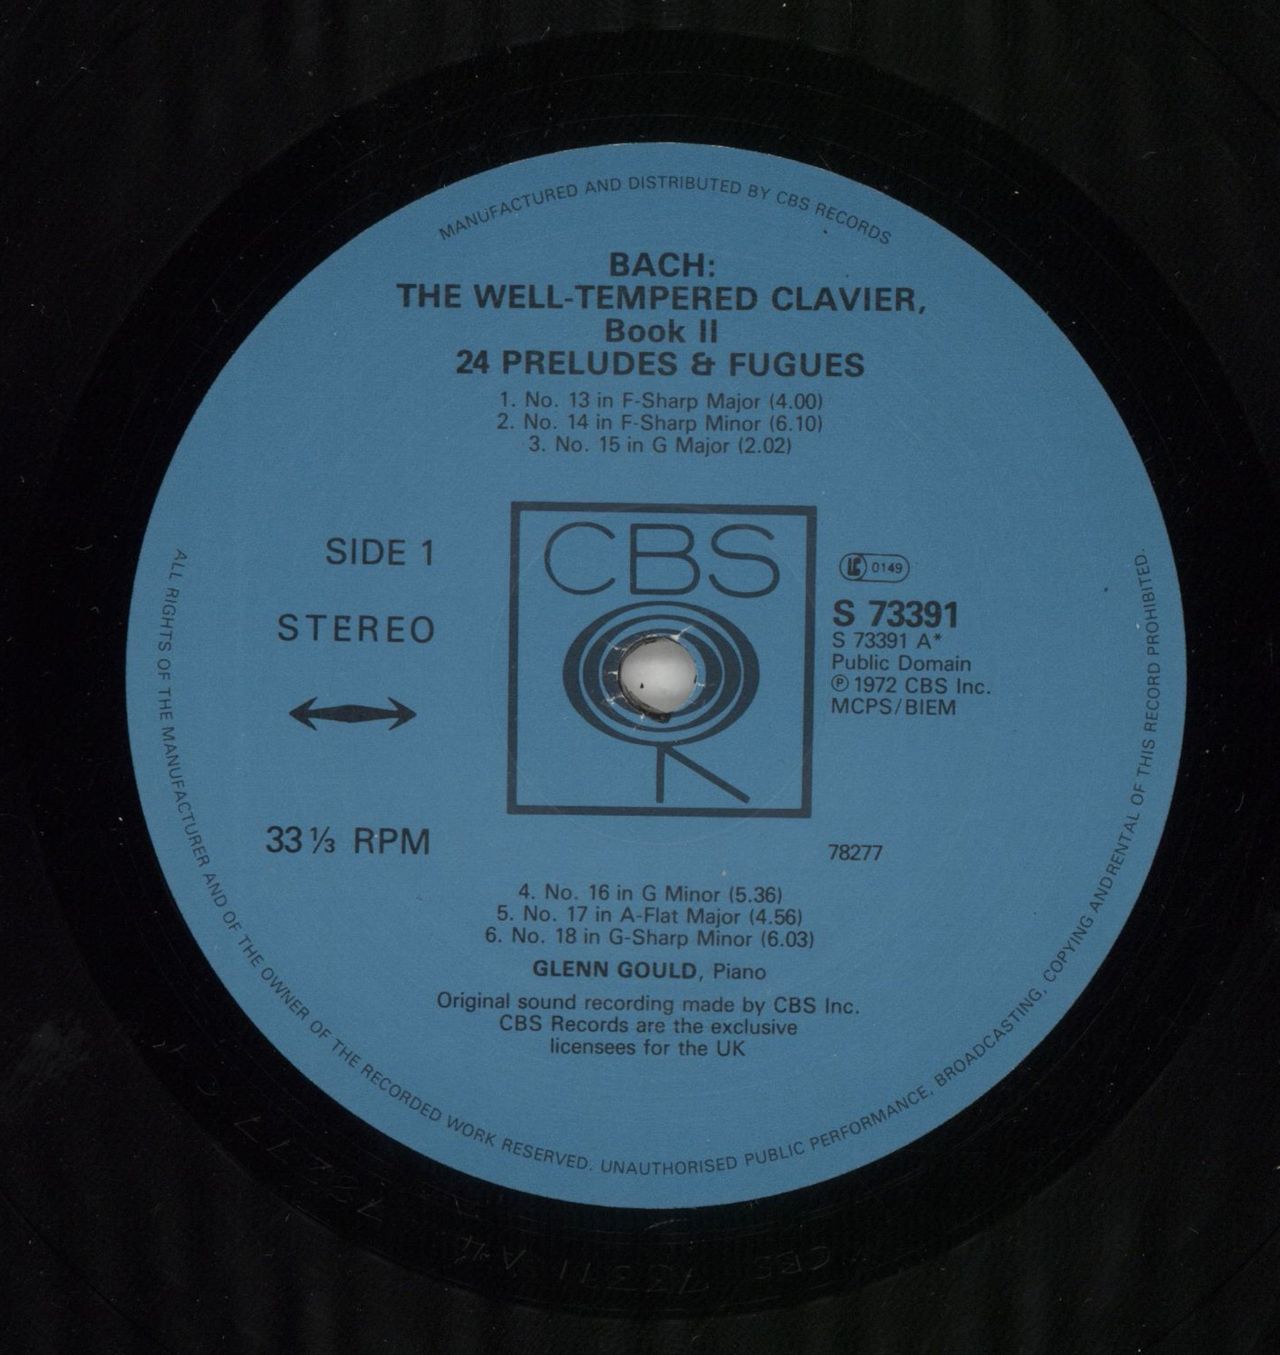 MANUFACTURED AND DISTRIBUTED BY CBS RECORDS
BACH:
THE WELL-TEMPERED CLAVIER,
Book II
24 PRELUDES & FUGUES
1. No. 13 in F-Sharp Major (4.00)
2. No. 14 in F-Sharp Minor (6.10)
3. No. 15 in G Major (2.02)
CBS
SIDE 1
STEREO
33 ⅓ RPM
LC 0149
S 73391
S 73391 A*
Public Domain
℗ 1972 CBS Inc.
MCPS/BIEM
78277
4. No. 16 in G Minor (5.36)
5. No. 17 in A-Flat Major (4.56)
6. No. 18 in G-Sharp Minor (6.03)
GLENN GOULD, Piano
Original sound recording made by CBS Inc.
CBS Records are the exclusive
licensees for the UK
ALL RIGHTS OF THE MANUFACTURER AND OF THE OWNER OF THE RECORDED WORK RESERVED. UNAUTHORISED PUBLIC PERFORMANCE, BROADCASTING, COPYING AND RENTAL OF THIS RECORD PROHIBITED.